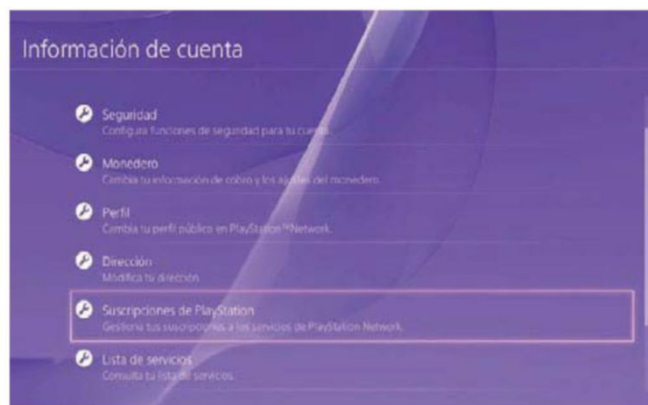 Información de cuenta
Seguridad
Configura funciones de seguridad para tu cuenta.
Monedero
Cambia tu información de cobro y los ajustes del monedero.
Perfil
Cambia tu perfil público en PlayStation™Network.
Dirección
Modifica tu dirección.
Suscripciones de PlayStation
Gestiona tus suscripciones a los servicios de PlayStation Network.
Lista de servicios
Consulta tu lista de servicios.